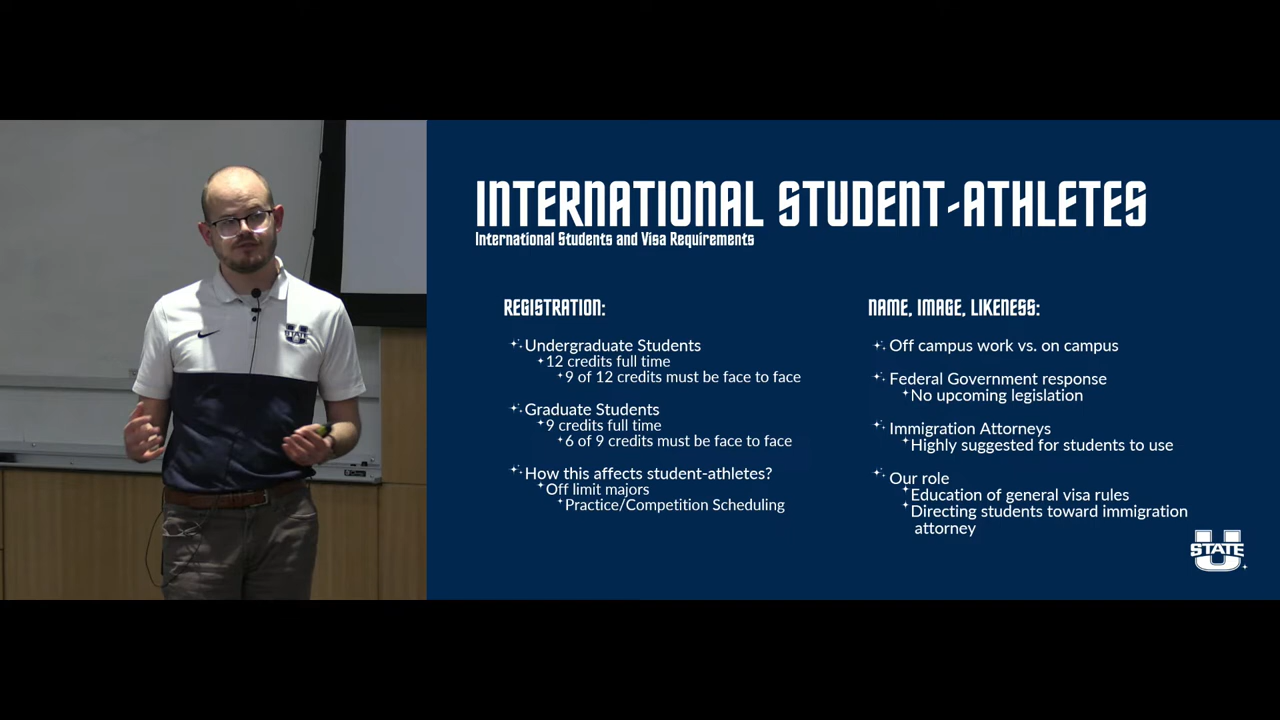 INTERNATIONAL STUDENT-ATHLETES
International Students and Visa Requirements
REGISTRATION:
Undergraduate Students
12 credits full time
9 of 12 credits must be face to face
Graduate Students
9 credits full time
6 of 9 credits must be face to face
How this affects student-athletes?
Off limit majors
Practice/Competition Scheduling
NAME, IMAGE, LIKENESS:
Off campus work vs. on campus
Federal Government response
No upcoming legislation
Immigration Attorneys
Highly suggested for students to use
Our role
Education of general visa rules
Directing students toward immigration
attorney
U STATE
U STATE